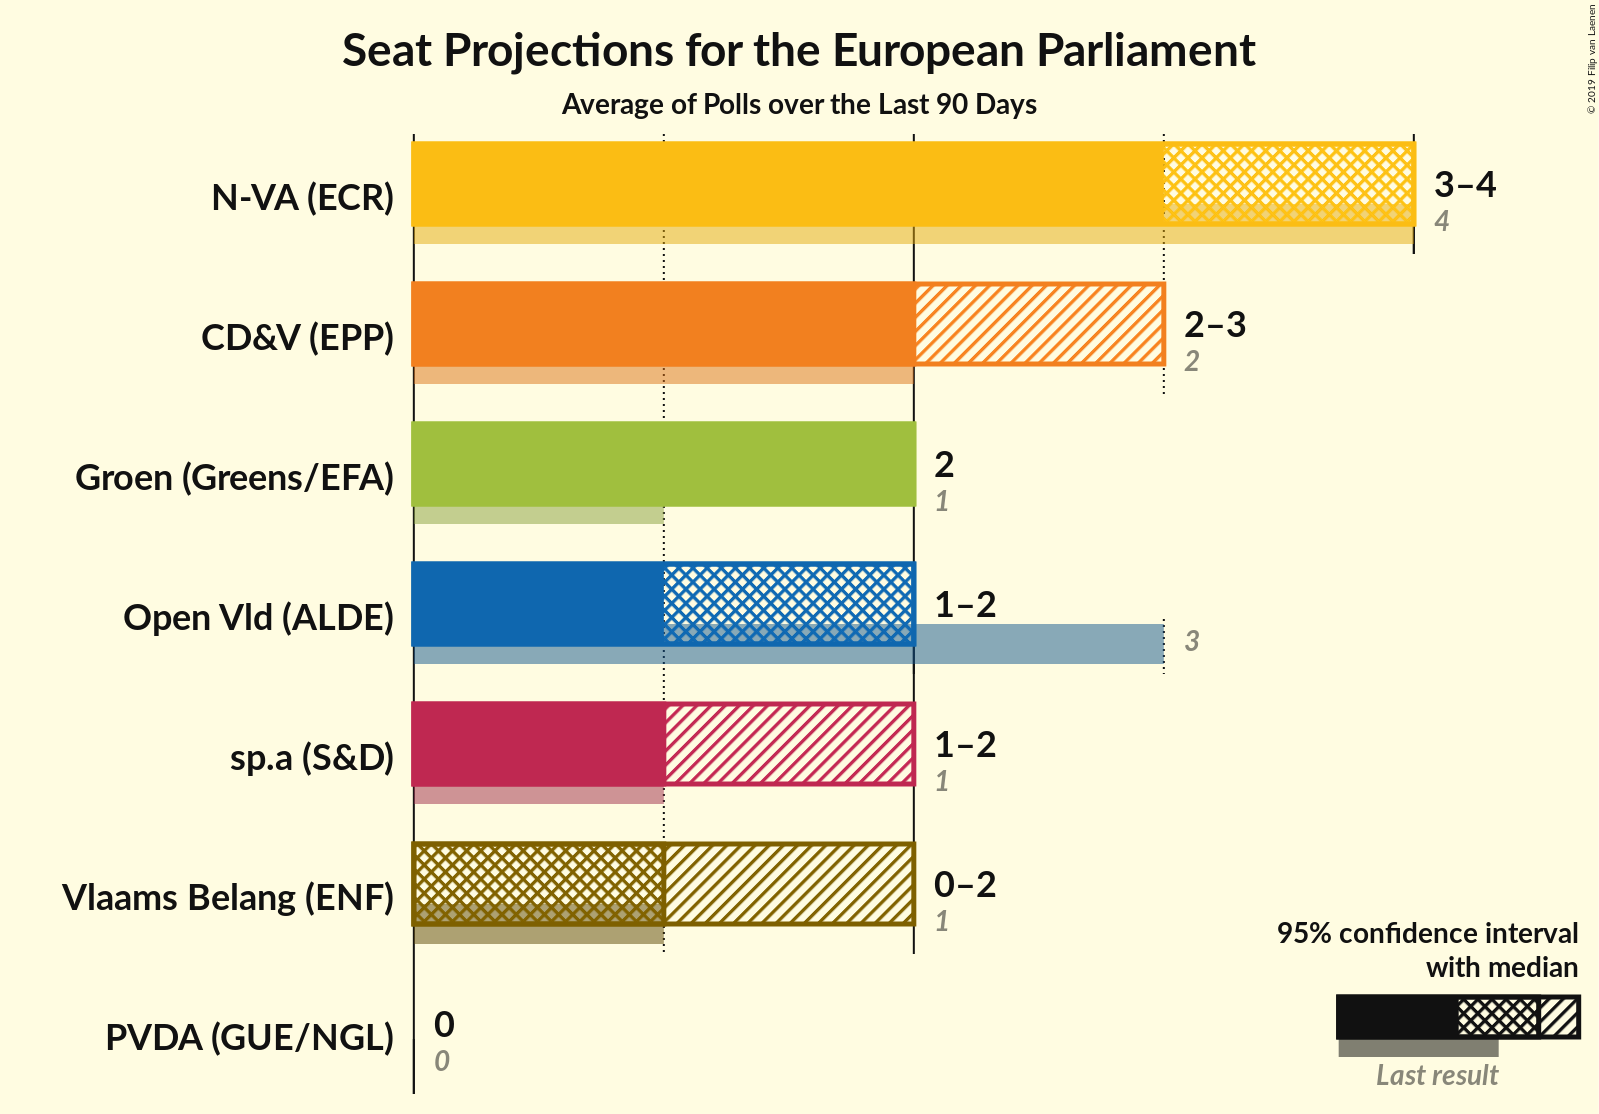 Seat Projections for the European Parliament
Average of Polls over the Last 90 Days
© 2019 Filip van Laenen
N-VA (ECR)
3–4
4
CD&V (EPP)
2–3
2
Groen (Greens/EFA)
2
1
Open Vld (ALDE)
1–2
3
sp.a (S&D)
1–2
1
Vlaams Belang (ENF)
0–2
1
PVDA (GUE/NGL)
0
0
95% confidence interval
with median
Last result